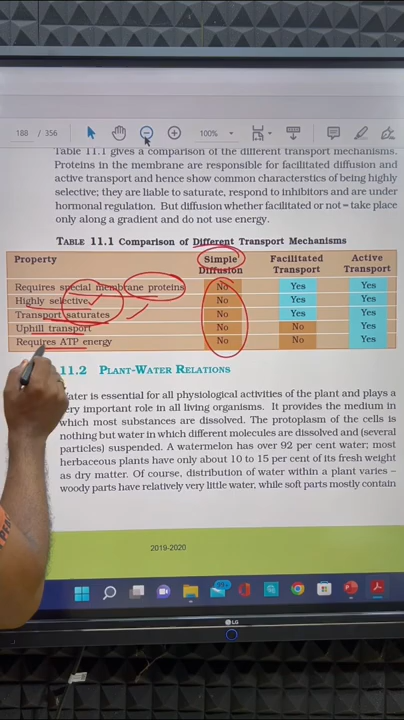 188 / 356
100%
Table 11.1 gives a comparison of the different transport mechanisms.
Proteins in the membrane are responsible for facilitated diffusion and
active transport and hence show common characterstics of being highly
selective; they are liable to saturate, respond to inhibitors and are under
hormonal regulation. But diffusion whether facilitated or not – take place
only along a gradient and do not use energy.
TABLE 11.1 Comparison of Different Transport Mechanisms
Property Simple Diffusion Facilitated Transport Active Transport
Requires special membrane proteins No Yes Yes
Highly selective No Yes Yes
Transport saturates No Yes Yes
Uphill transport No No Yes
Requires ATP energy No No Yes
11.2 PLANT-WATER RELATIONS
Water is essential for all physiological activities of the plant and plays a
very important role in all living organisms. It provides the medium in
which most substances are dissolved. The protoplasm of the cells is
nothing but water in which different molecules are dissolved and (several
particles) suspended. A watermelon has over 92 per cent water; most
herbaceous plants have only about 10 to 15 per cent of its fresh weight
as dry matter. Of course, distribution of water within a plant varies –
woody parts have relatively very little water, while soft parts mostly contain
2019-2020
LG